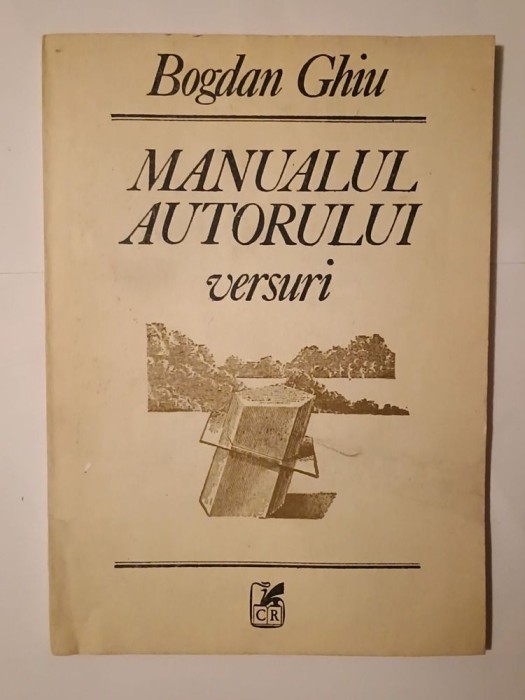 Bogdan Ghiu
MANUALUL
AUTORULUI
versuri
CR